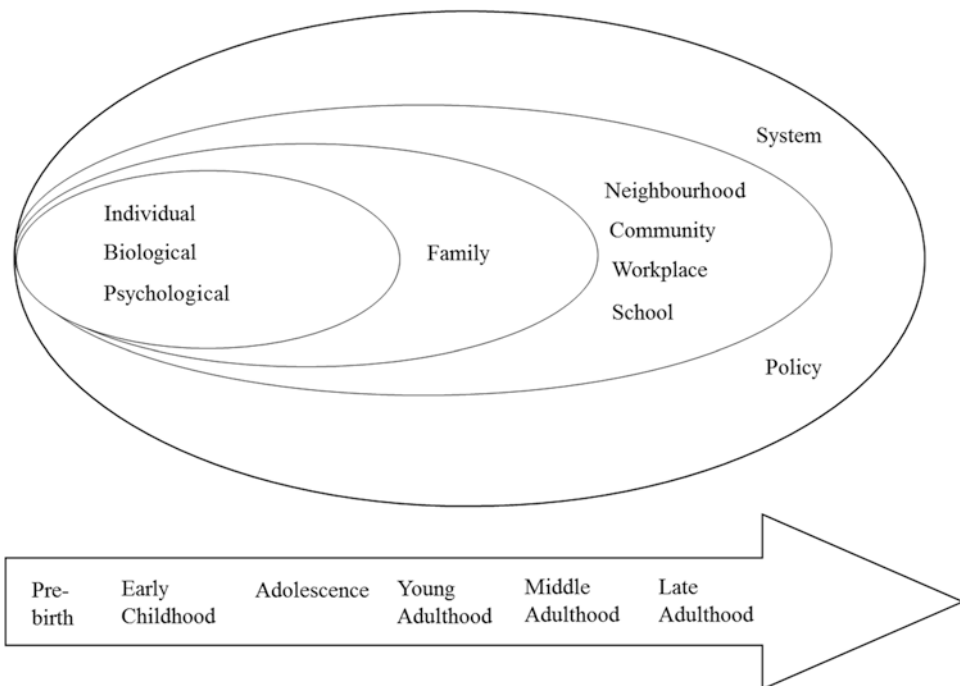 System
Neighbourhood
Individual
Community
Biological
Family
Workplace
Psychological
School
Policy
Pre-
birth
Early
Childhood
Adolescence
Young
Adulthood
Middle
Adulthood
Late
Adulthood